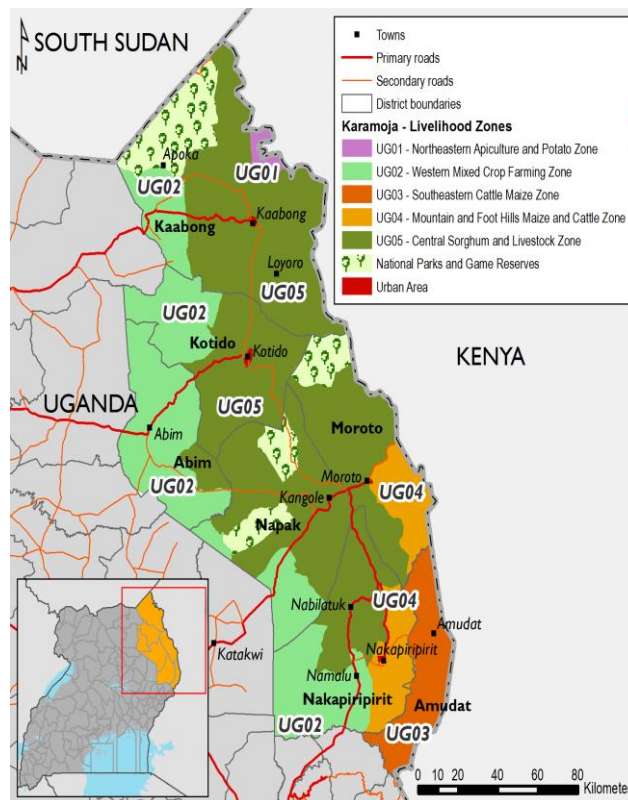 SOUTH SUDAN
N
Towns
Primary roads
Secondary roads
District boundaries
Karamoja - Livelihood Zones
UG01 - Northeastern Apiculture and Potato Zone
UG02 - Western Mixed Crop Farming Zone
UG03 - Southeastern Cattle Maize Zone
UG04 - Mountain and Foot Hills Maize and Cattle Zone
UG05 - Central Sorghum and Livestock Zone
National Parks and Game Reserves
Urban Area
Apoka
UG02
UG01
Kaabong
Kaabong
Loyoro
UG05
UG02
Kotido
Kotido
KENYA
UGANDA
UG05
Abim
Moroto
Abim
UG02
Moroto
Kangole
UG04
Napak
Nabilatuk
UG04
Amudat
Katakwi
Nakapiripirit
Namalu
Nakapiripirit
Amudat
UG02
UG03
0 10 20 40 60 80
Kilometer